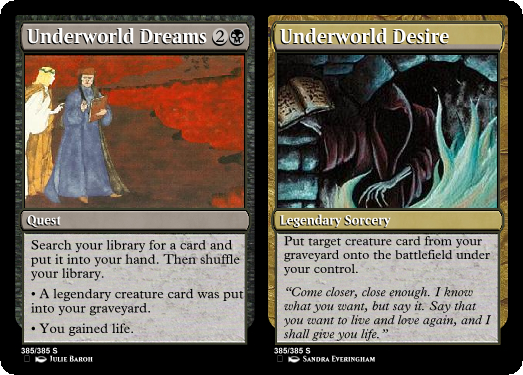 Underworld Dreams 2
Quest
Search your library for a card and
put it into your hand. Then shuffle
your library.
• A legendary creature card was put
into your graveyard.
• You gained life.
385/385 S
Julie Baroh
Underworld Desire
Legendary Sorcery
Put target creature card from your
graveyard onto the battlefield under
your control.
“Come closer, close enough. I know
what you want, but say it. Say that
you want to live and love again, and I
shall give you life.”
385/385 S
Sandra Everingham